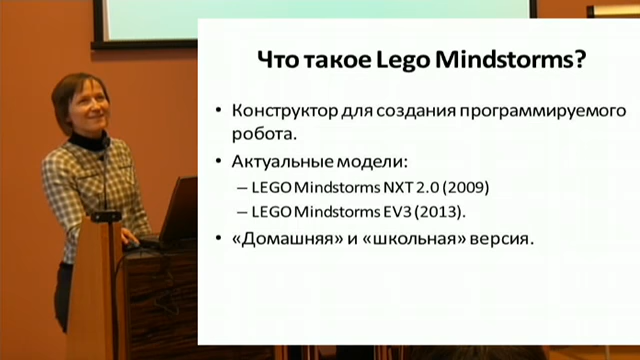 Что такое Lego Mindstorms?
• Конструктор для создания программируемого
робота.
• Актуальные модели:
– LEGO Mindstorms NXT 2.0 (2009)
– LEGO Mindstorms EV3 (2013).
• «Домашняя» и «школьная» версия.